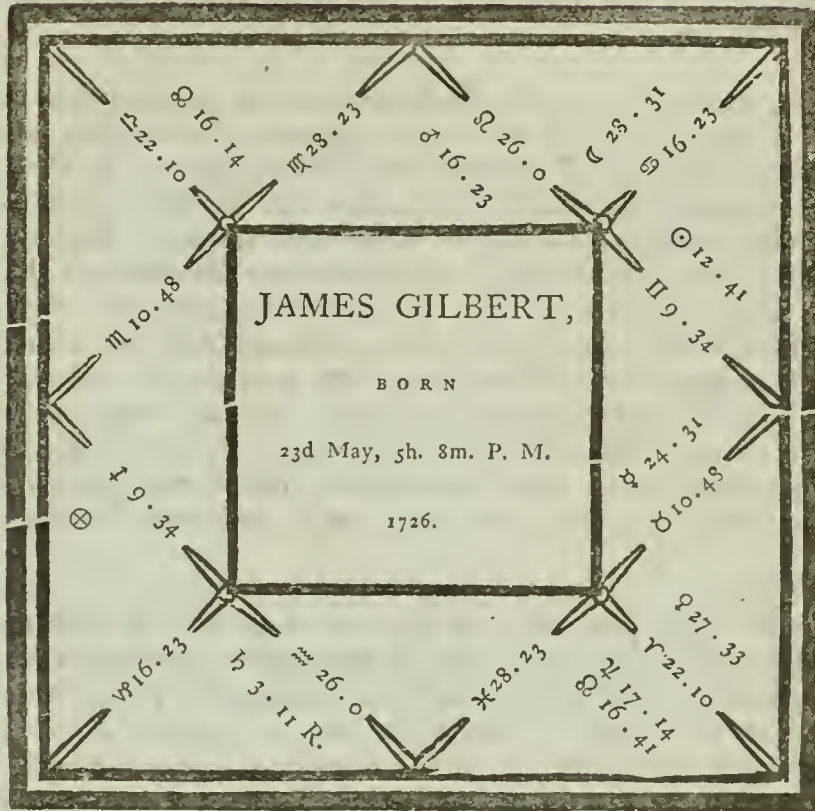 ☋ 16 . 14
♎ 22 . 10
♍ 28 . 23
♌ 26 . 0
♂ 16 . 23
☾ 28 . 31
♋ 16 . 23
☉ 12 . 41
♊ 9 . 34
♏ 10 . 48
JAMES GILBERT,
BORN
23d May, 5h. 8m. P. M.
1726.
☿ 24 . 31
♉ 10 . 48
♐ 9 . 34
⊗
♑ 16 . 23
♄ 3 . 11 R.
♒ 26 . 0
♓ 28 . 23
♃ 17 . 14
☊ 16 . 41
♈ 22 . 10
♀ 27 . 33